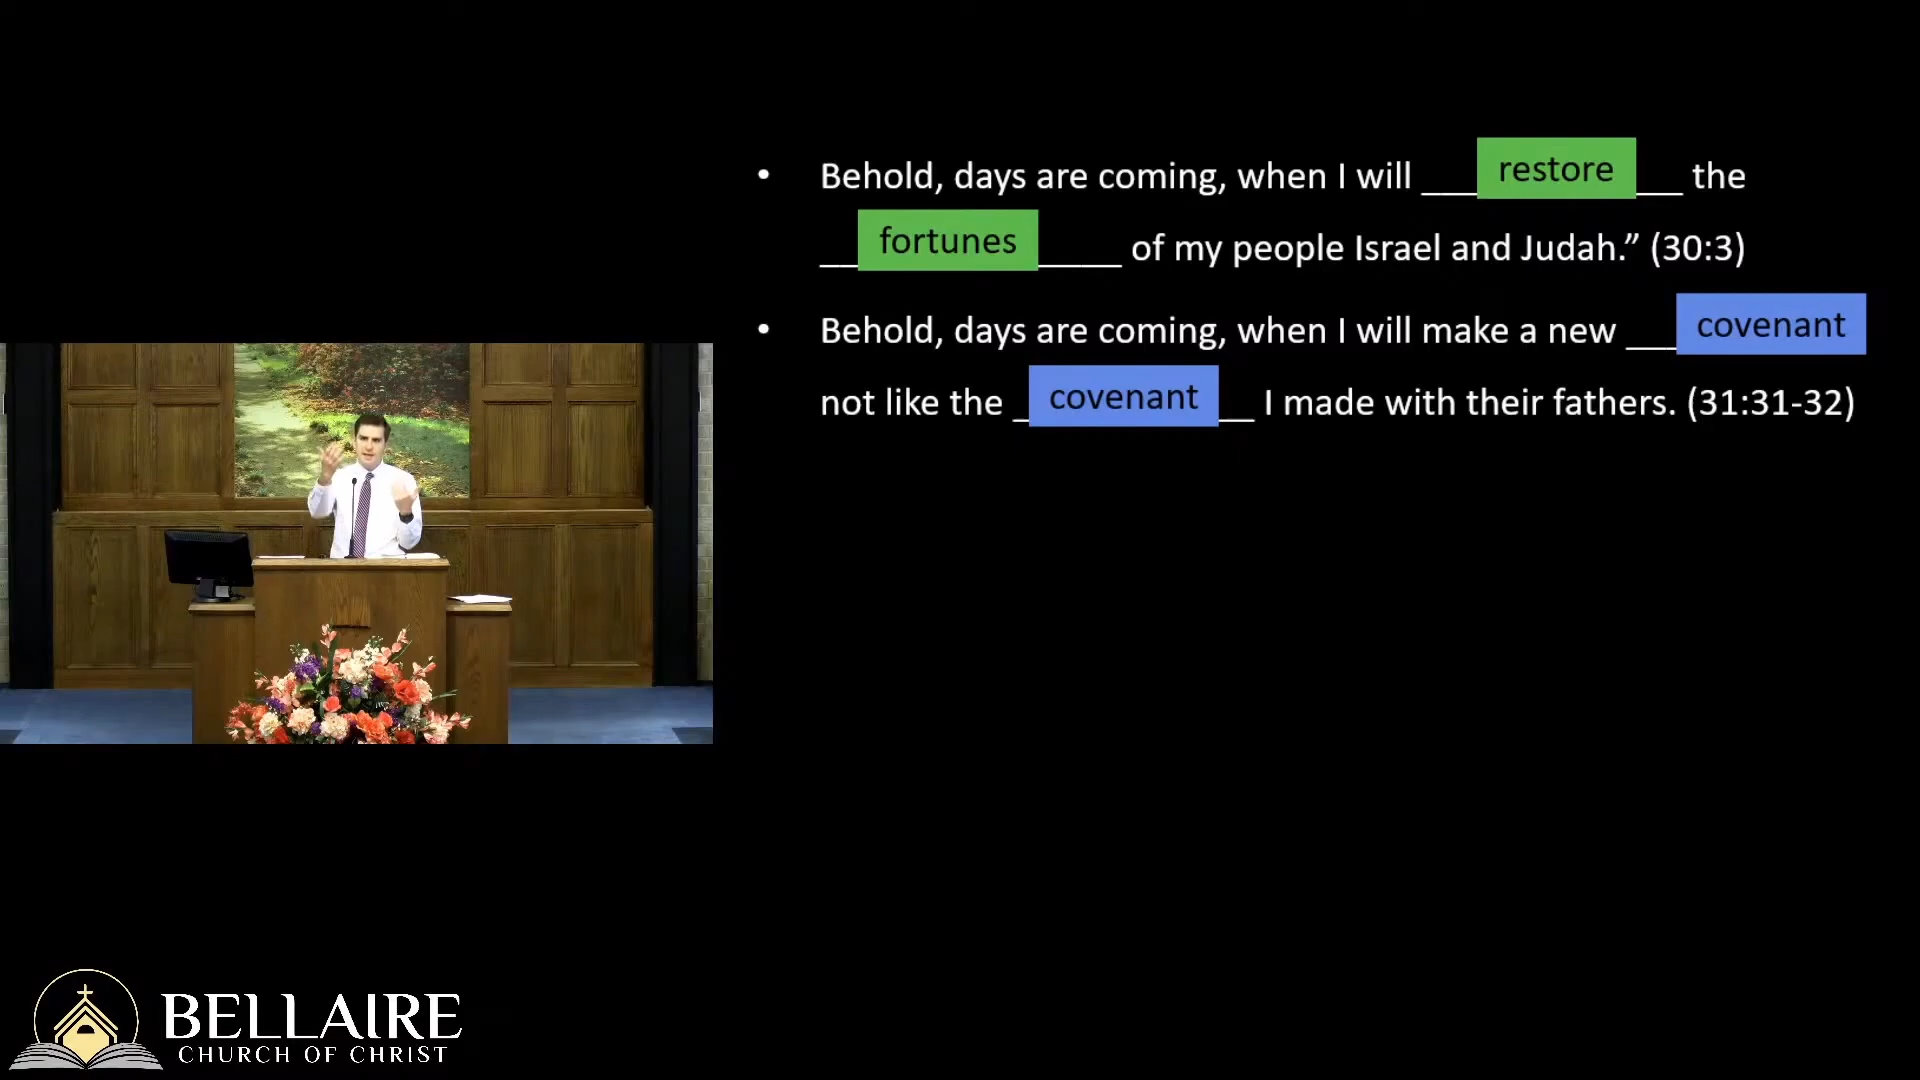 • Behold, days are coming, when I will ___restore___ the
__fortunes____ of my people Israel and Judah.” (30:3)
• Behold, days are coming, when I will make a new ___covenant
not like the _covenant__ I made with their fathers. (31:31-32)
BELLAIRE
CHURCH OF CHRIST